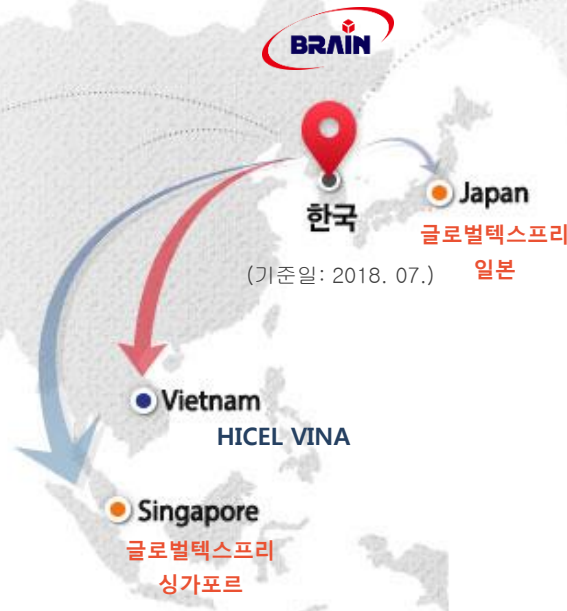 BRAIN
한국
Japan
글로벌텍스프리
일본
(기준일: 2018. 07.)
Vietnam
HICEL VINA
Singapore
글로벌텍스프리
싱가포르